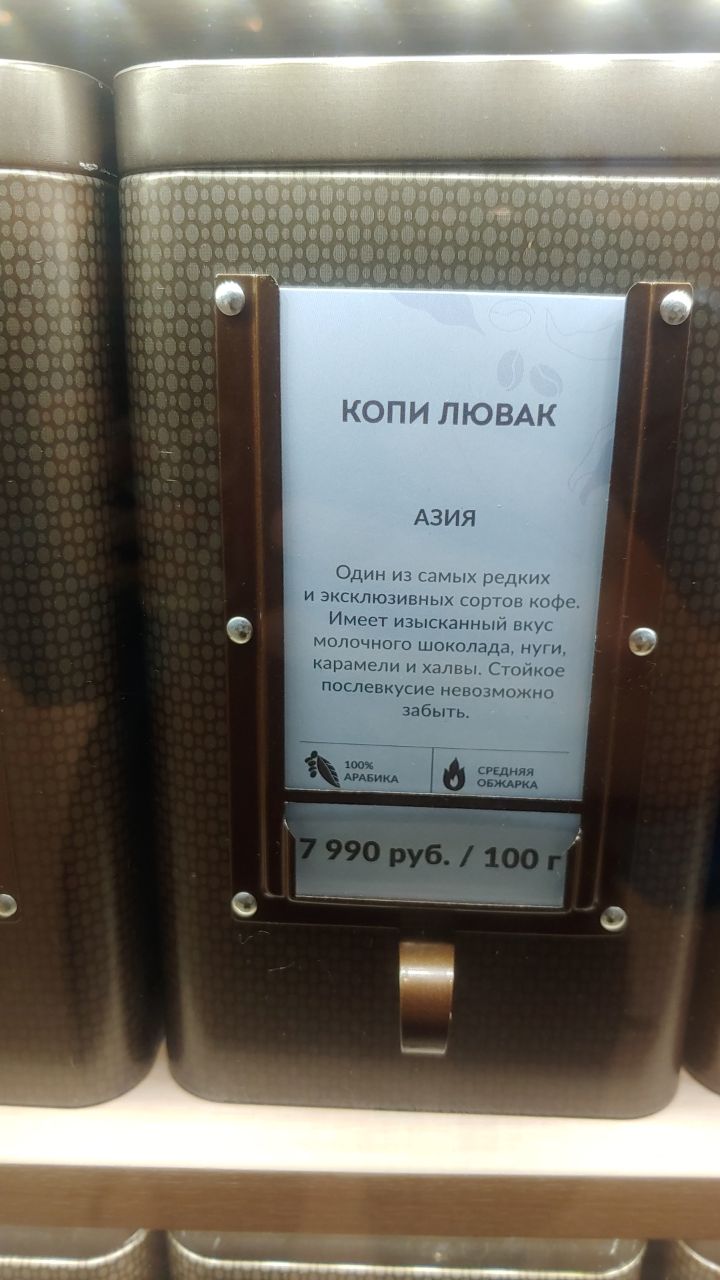 КОПИ ЛЮВАК
АЗИЯ
Один из самых редких
и эксклюзивных сортов кофе.
Имеет изысканный вкус
молочного шоколада, нуги,
карамели и халвы. Стойкое
послевкусие невозможно
забыть.
100%
АРАБИКА
СРЕДНЯЯ
ОБЖАРКА
7 990 руб. / 100 г